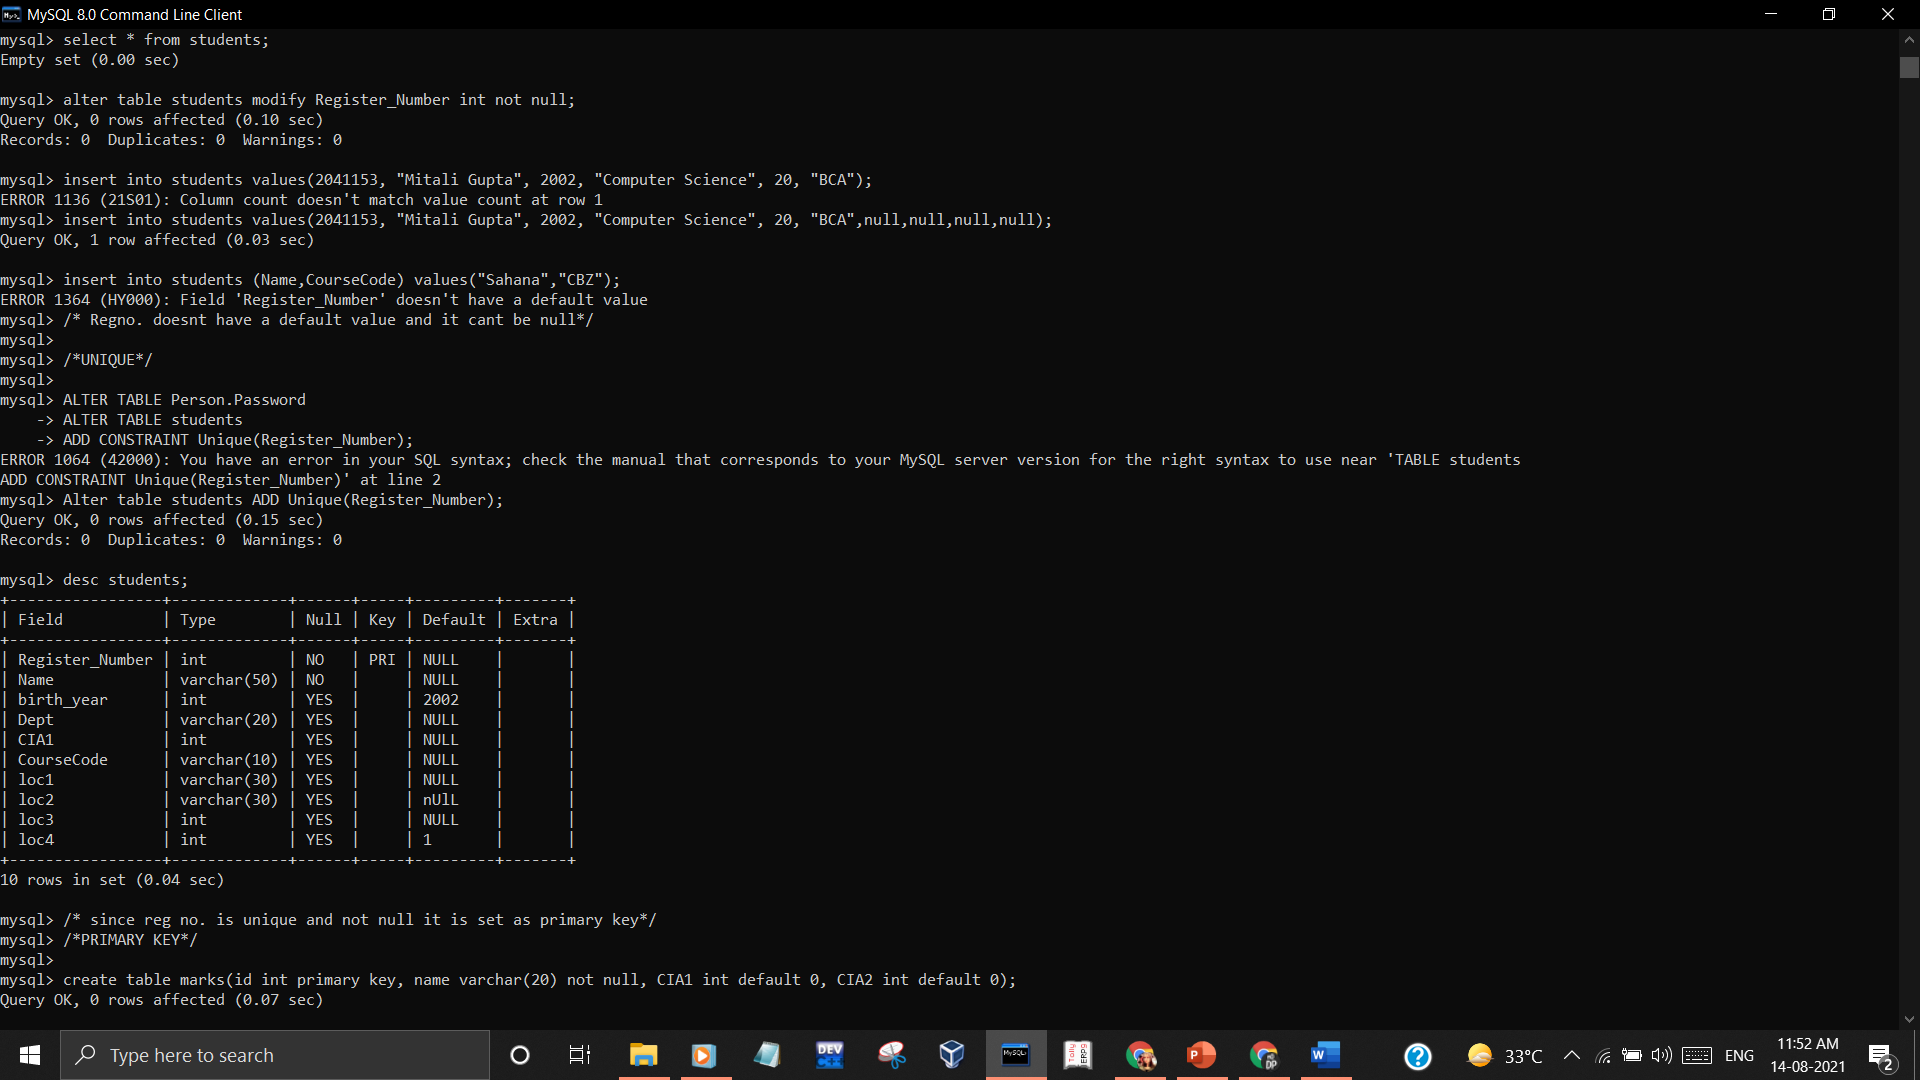 MySQL 8.0 Command Line Client
mysql> select * from students;
Empty set (0.00 sec)
mysql> alter table students modify Register_Number int not null;
Query OK, 0 rows affected (0.10 sec)
Records: 0  Duplicates: 0  Warnings: 0
mysql> insert into students values(2041153, "Mitali Gupta", 2002, "Computer Science", 20, "BCA");
ERROR 1136 (21S01): Column count doesn't match value count at row 1
mysql> insert into students values(2041153, "Mitali Gupta", 2002, "Computer Science", 20, "BCA",null,null,null,null);
Query OK, 1 row affected (0.03 sec)
mysql> insert into students (Name,CourseCode) values("Sahana","CBZ");
ERROR 1364 (HY000): Field 'Register_Number' doesn't have a default value
mysql> /* Regno. doesnt have a default value and it cant be null*/
mysql>
mysql> /*UNIQUE*/
mysql>
mysql> ALTER TABLE Person.Password
    -> ALTER TABLE students
    -> ADD CONSTRAINT Unique(Register_Number);
ERROR 1064 (42000): You have an error in your SQL syntax; check the manual that corresponds to your MySQL server version for the right syntax to use near 'TABLE students
ADD CONSTRAINT Unique(Register_Number)' at line 2
mysql> Alter table students ADD Unique(Register_Number);
Query OK, 0 rows affected (0.15 sec)
Records: 0  Duplicates: 0  Warnings: 0
mysql> desc students;
+-----------------+-------------+------+-----+---------+-------+
| Field           | Type        | Null | Key | Default | Extra |
+-----------------+-------------+------+-----+---------+-------+
| Register_Number | int         | NO   | PRI | NULL    |       |
| Name            | varchar(50) | NO   |     | NULL    |       |
| birth_year      | int         | YES  |     | 2002    |       |
| Dept            | varchar(20) | YES  |     | NULL    |       |
| CIA1            | int         | YES  |     | NULL    |       |
| CourseCode      | varchar(10) | YES  |     | NULL    |       |
| loc1            | varchar(30) | YES  |     | NULL    |       |
| loc2            | varchar(30) | YES  |     | nUlL    |       |
| loc3            | int         | YES  |     | NULL    |       |
| loc4            | int         | YES  |     | 1       |       |
+-----------------+-------------+------+-----+---------+-------+
10 rows in set (0.04 sec)
mysql> /* since reg no. is unique and not null it is set as primary key*/
mysql> /*PRIMARY KEY*/
mysql>
mysql> create table marks(id int primary key, name varchar(20) not null, CIA1 int default 0, CIA2 int default 0);
Query OK, 0 rows affected (0.07 sec)
Type here to search
DEV
MySQL
Tally
ERP9
P
DP
W
?
33°C
ENG
11:52 AM
14-08-2021
2